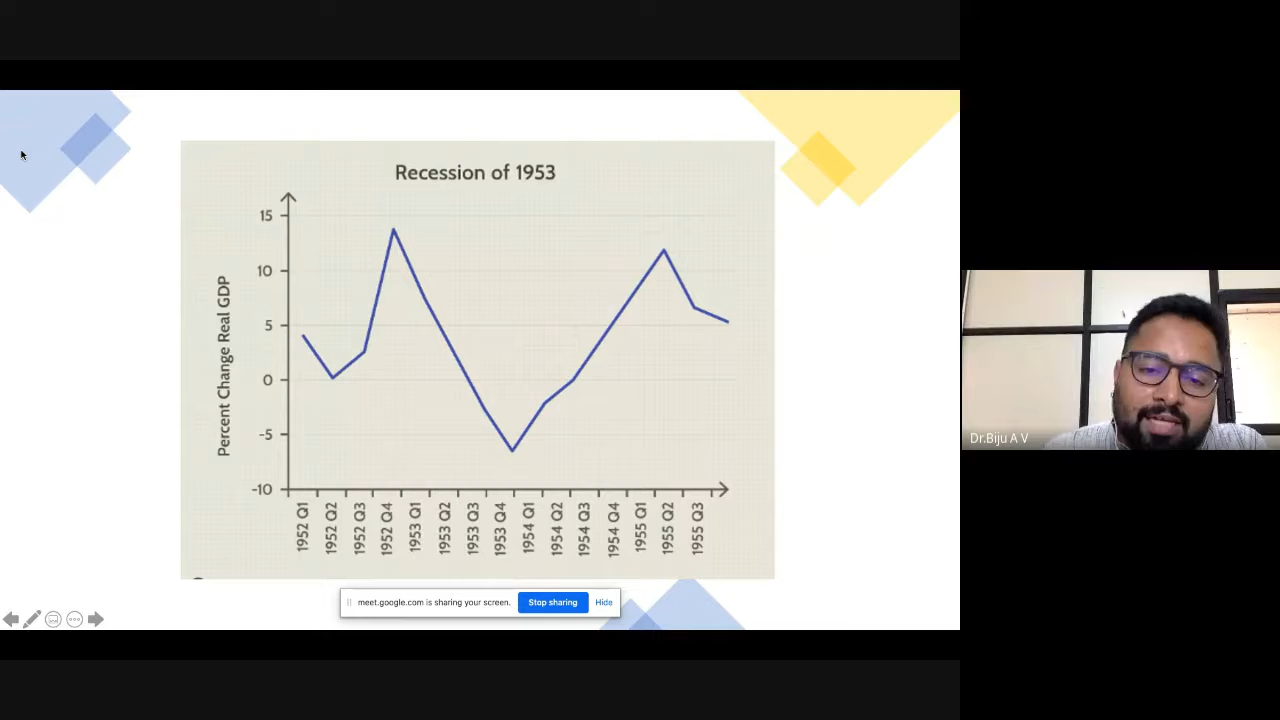 Recession of 1953
Percent Change Real GDP
15
10
5
0
-5
-10
1952 Q1
1952 Q2
1952 Q3
1952 Q4
1953 Q1
1953 Q2
1953 Q3
1953 Q4
1954 Q1
1954 Q2
1954 Q3
1954 Q4
1955 Q1
1955 Q2
1955 Q3
meet.google.com is sharing your screen. Stop sharing Hide
Dr.Biju A V